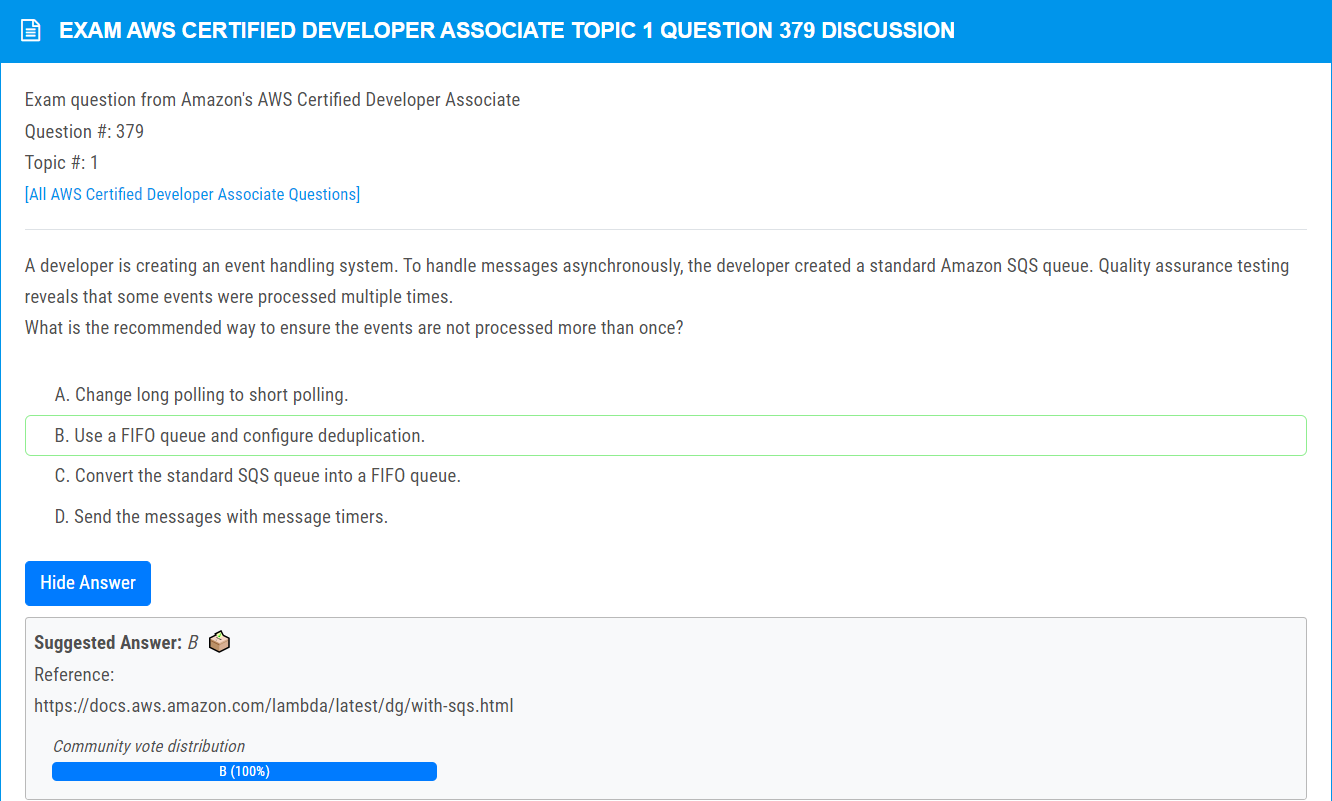 EXAM AWS CERTIFIED DEVELOPER ASSOCIATE TOPIC 1 QUESTION 379 DISCUSSION
Exam question from Amazon's AWS Certified Developer Associate
Question #: 379
Topic #: 1
[All AWS Certified Developer Associate Questions]
A developer is creating an event handling system. To handle messages asynchronously, the developer created a standard Amazon SQS queue. Quality assurance testing
reveals that some events were processed multiple times.
What is the recommended way to ensure the events are not processed more than once?
A. Change long polling to short polling.
B. Use a FIFO queue and configure deduplication.
C. Convert the standard SQS queue into a FIFO queue.
D. Send the messages with message timers.
Hide Answer
Suggested Answer: B
Reference:
https://docs.aws.amazon.com/lambda/latest/dg/with-sqs.html
Community vote distribution
B (100%)